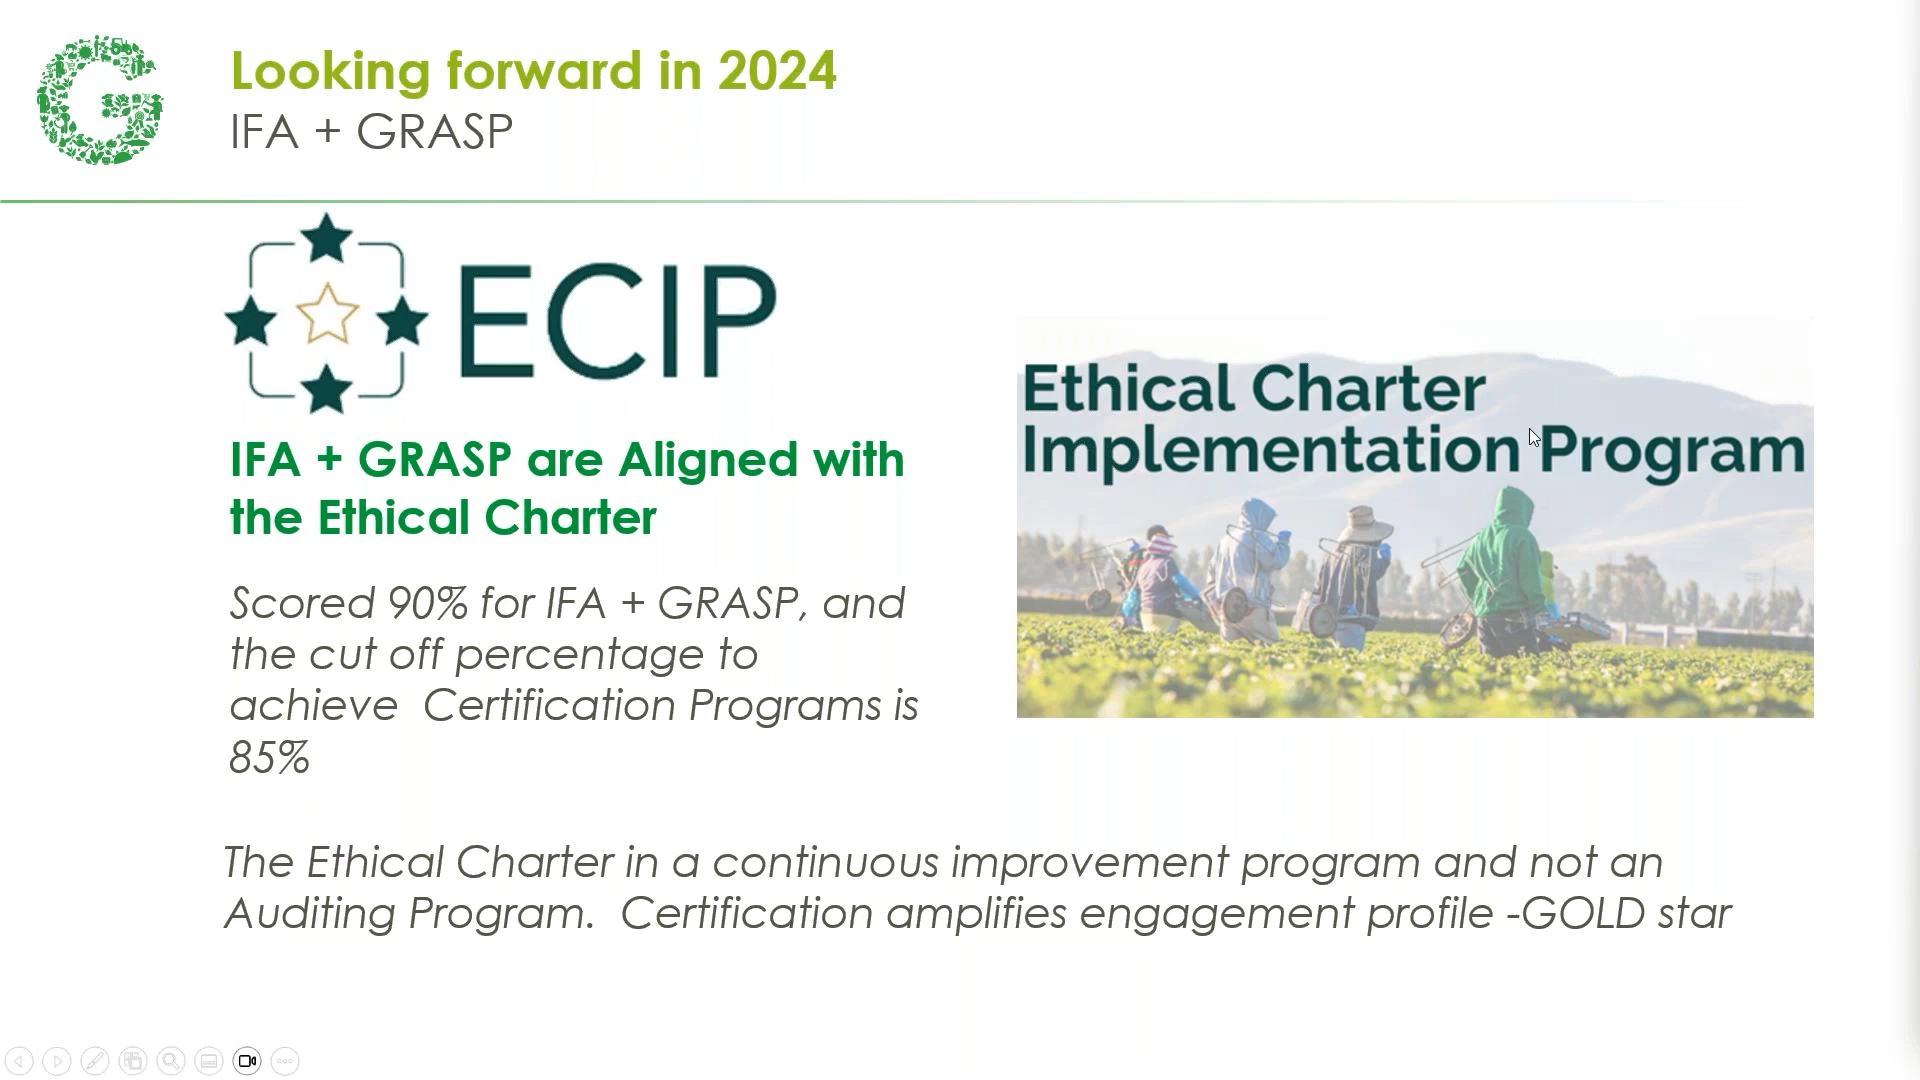 Looking forward in 2024
IFA + GRASP
ECIP
IFA + GRASP are Aligned with
the Ethical Charter
Scored 90% for IFA + GRASP, and
the cut off percentage to
achieve  Certification Programs is
85%
Ethical Charter
Implementation Program
The Ethical Charter in a continuous improvement program and not an
Auditing Program.  Certification amplifies engagement profile -GOLD star